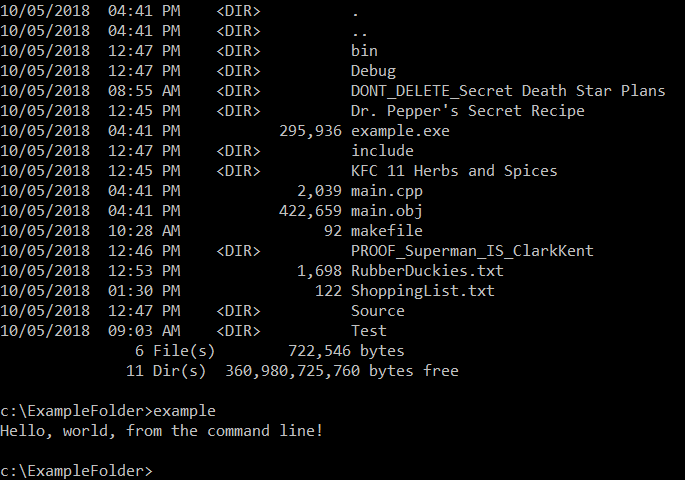 10/05/2018  04:41 PM    <DIR>          .
10/05/2018  04:41 PM    <DIR>          ..
10/05/2018  12:47 PM    <DIR>          bin
10/05/2018  12:47 PM    <DIR>          Debug
10/05/2018  08:55 AM    <DIR>          DONT_DELETE_Secret Death Star Plans
10/05/2018  12:45 PM    <DIR>          Dr. Pepper's Secret Recipe
10/05/2018  04:41 PM           295,936 example.exe
10/05/2018  12:47 PM    <DIR>          include
10/05/2018  12:45 PM    <DIR>          KFC 11 Herbs and Spices
10/05/2018  04:41 PM             2,039 main.cpp
10/05/2018  04:41 PM           422,659 main.obj
10/05/2018  10:28 AM                92 makefile
10/05/2018  12:46 PM    <DIR>          PROOF_Superman_IS_ClarkKent
10/05/2018  12:53 PM             1,698 RubberDuckies.txt
10/05/2018  01:30 PM               122 ShoppingList.txt
10/05/2018  12:47 PM    <DIR>          Source
10/05/2018  09:03 AM    <DIR>          Test
               6 File(s)        722,546 bytes
              11 Dir(s)  360,980,725,760 bytes free
c:\ExampleFolder>example
Hello, world, from the command line!
c:\ExampleFolder>